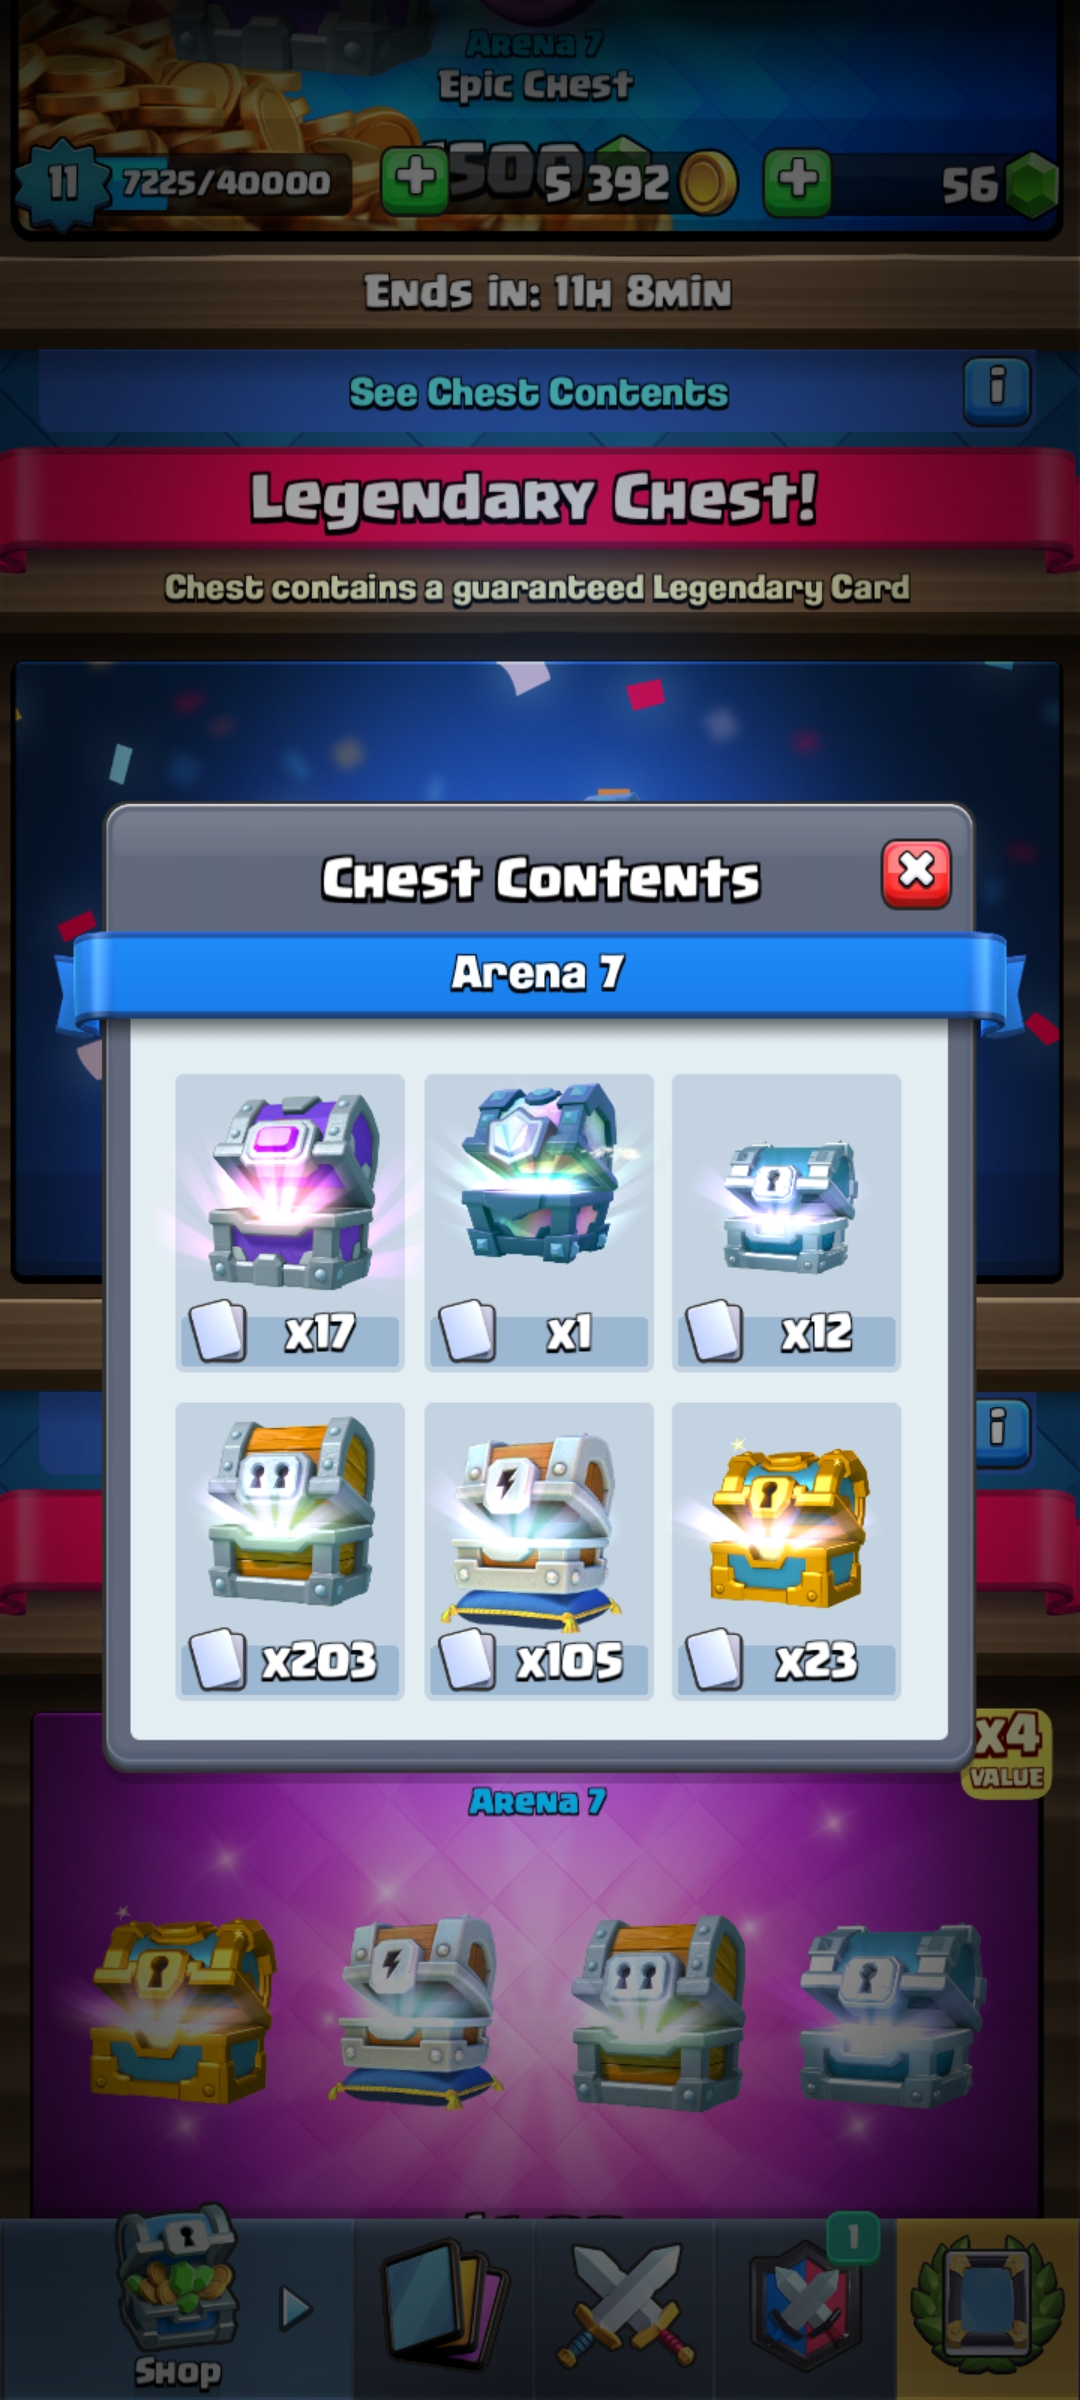 Arena 7
Epic Chest
11
7225/40000
1500
5 392
56
Ends in: 11h 8min
See Chest Contents
i
Legendary Chest!
Chest contains a guaranteed Legendary Card
Chest Contents
Arena 7
x17
x1
x12
i
x203
x105
x23
x4
VALUE
Arena 7
1
Shop